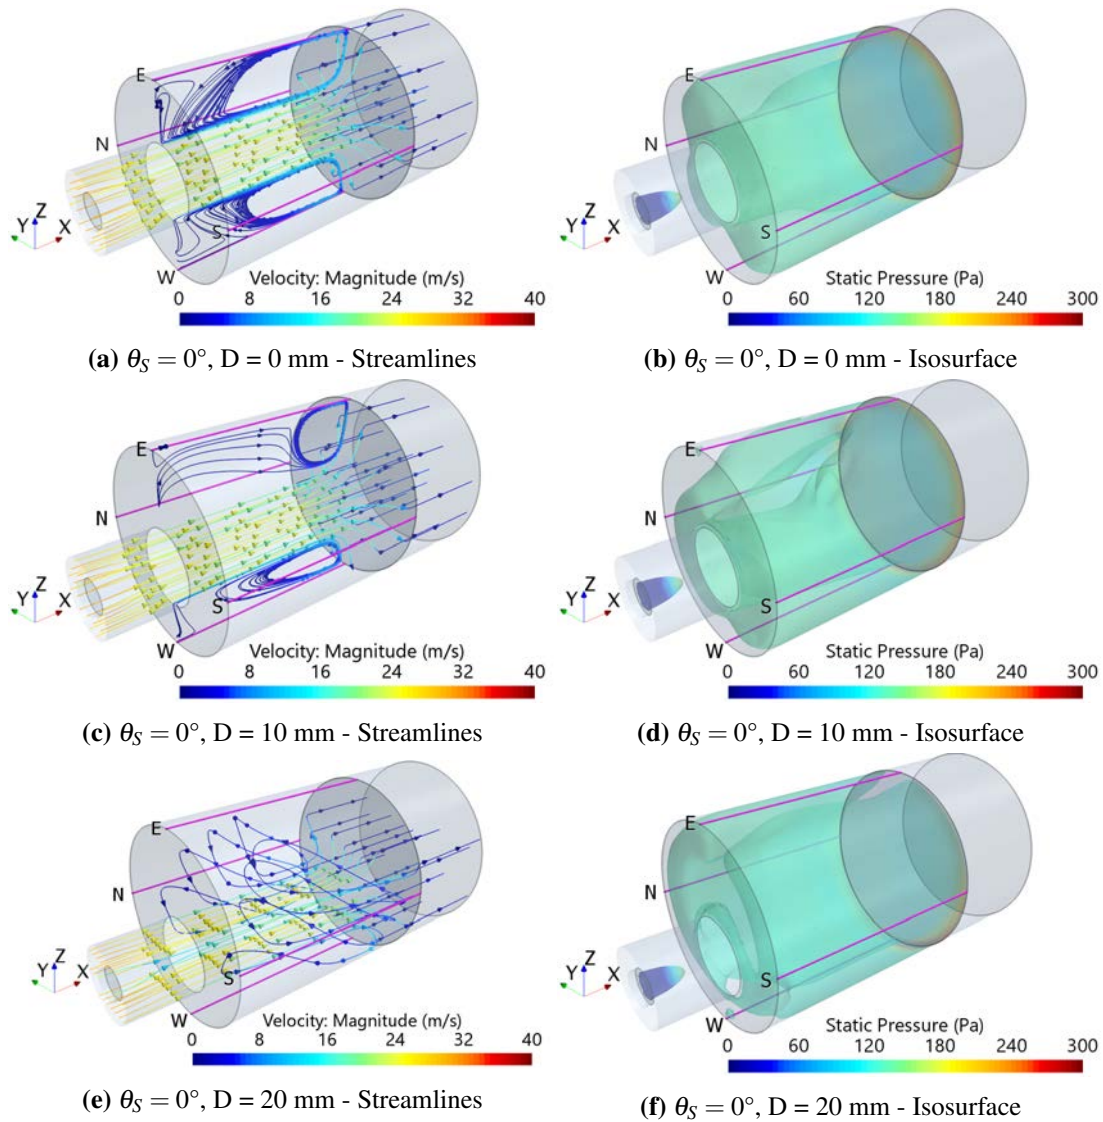 E
N
S
W
Z
Y
X
Velocity: Magnitude (m/s)
0 8 16 24 32 40
(a) θS = 0°, D = 0 mm - Streamlines
E
N
S
W
Z
Y
X
Static Pressure (Pa)
0 60 120 180 240 300
(b) θS = 0°, D = 0 mm - Isosurface
E
N
S
W
Z
Y
X
Velocity: Magnitude (m/s)
0 8 16 24 32 40
(c) θS = 0°, D = 10 mm - Streamlines
E
N
S
W
Z
Y
X
Static Pressure (Pa)
0 60 120 180 240 300
(d) θS = 0°, D = 10 mm - Isosurface
E
N
S
W
Z
Y
X
Velocity: Magnitude (m/s)
0 8 16 24 32 40
(e) θS = 0°, D = 20 mm - Streamlines
E
N
S
W
Z
Y
X
Static Pressure (Pa)
0 60 120 180 240 300
(f) θS = 0°, D = 20 mm - Isosurface